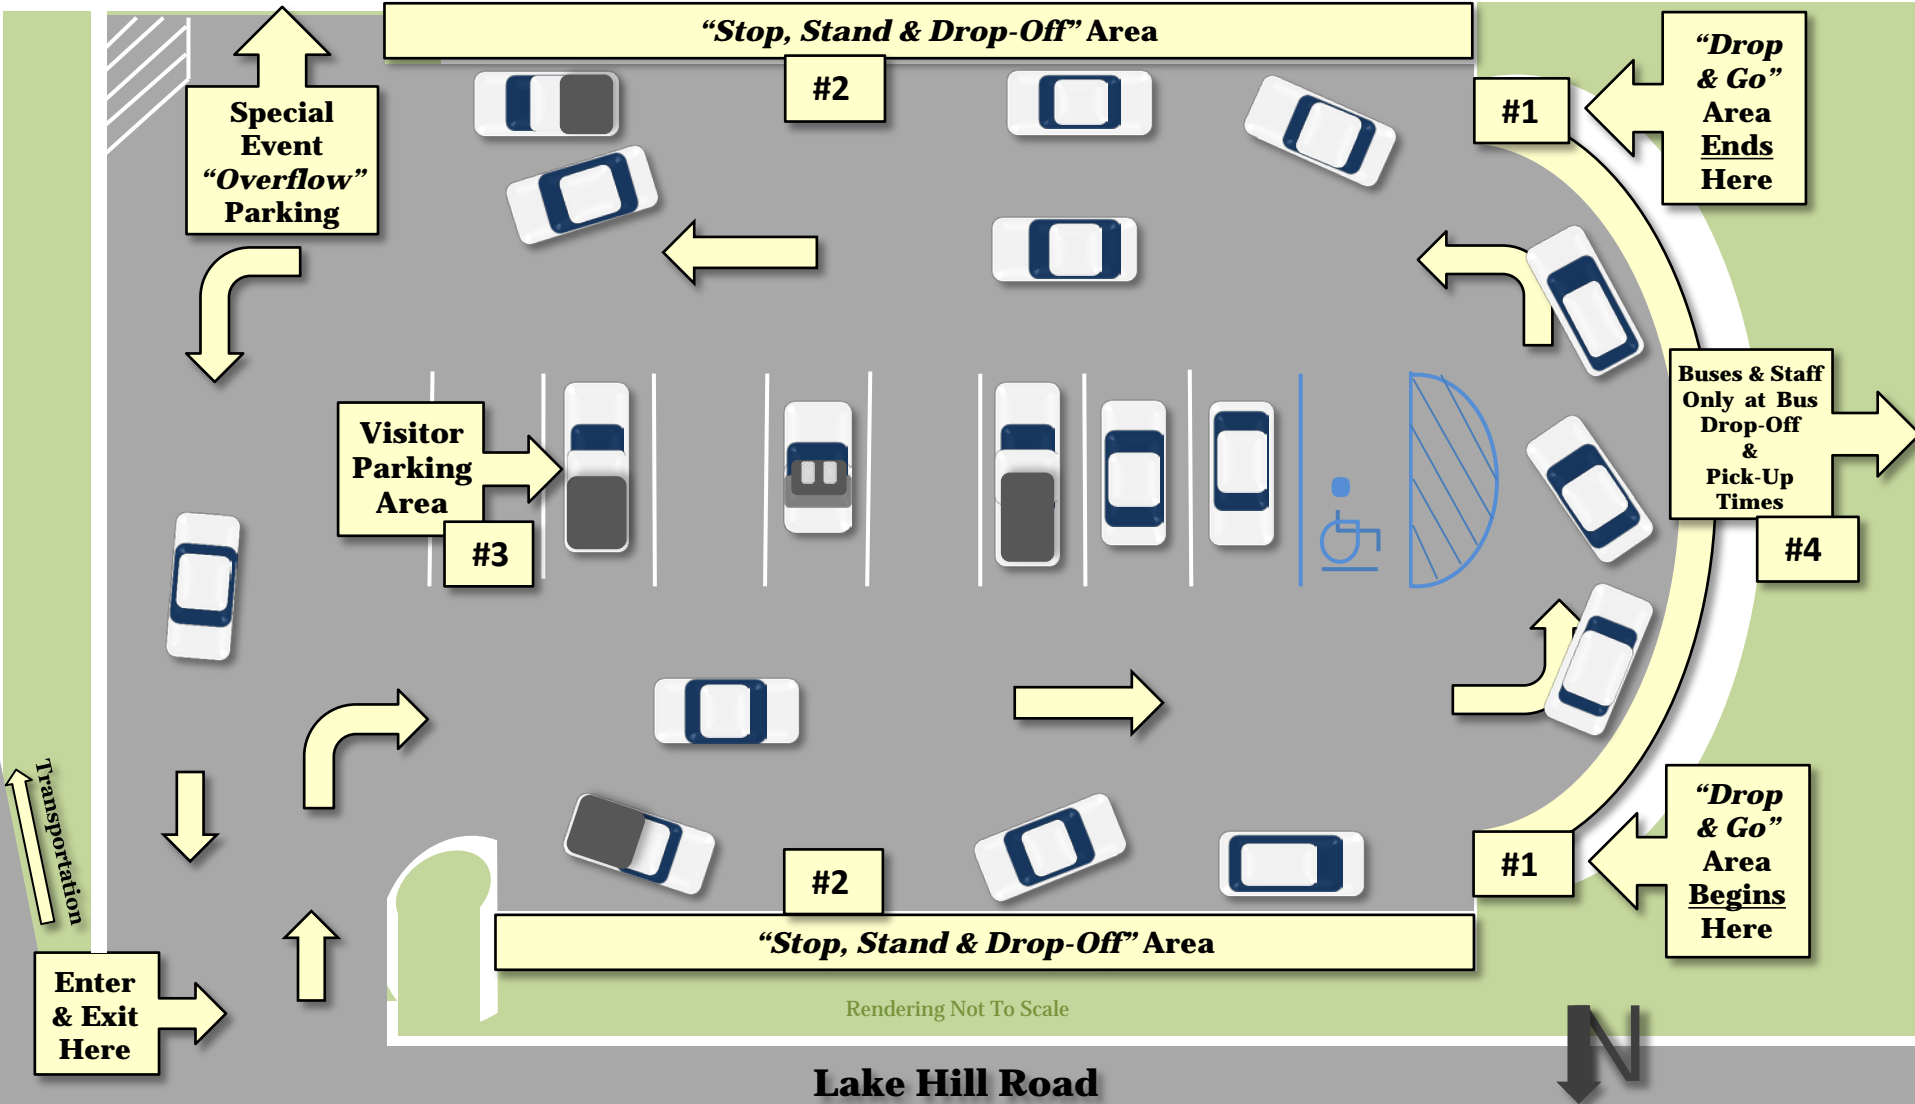 “Stop, Stand & Drop-Off” Area
#2
#1
“Drop
& Go”
Area
Ends
Here
Special
Event
“Overflow”
Parking
Visitor
Parking
Area
#3
Buses & Staff
Only at Bus
Drop-Off
&
Pick-Up
Times
#4
Transportation
#2
#1
“Drop
& Go”
Area
Begins
Here
“Stop, Stand & Drop-Off” Area
Enter
& Exit
Here
Rendering Not To Scale
N
Lake Hill Road